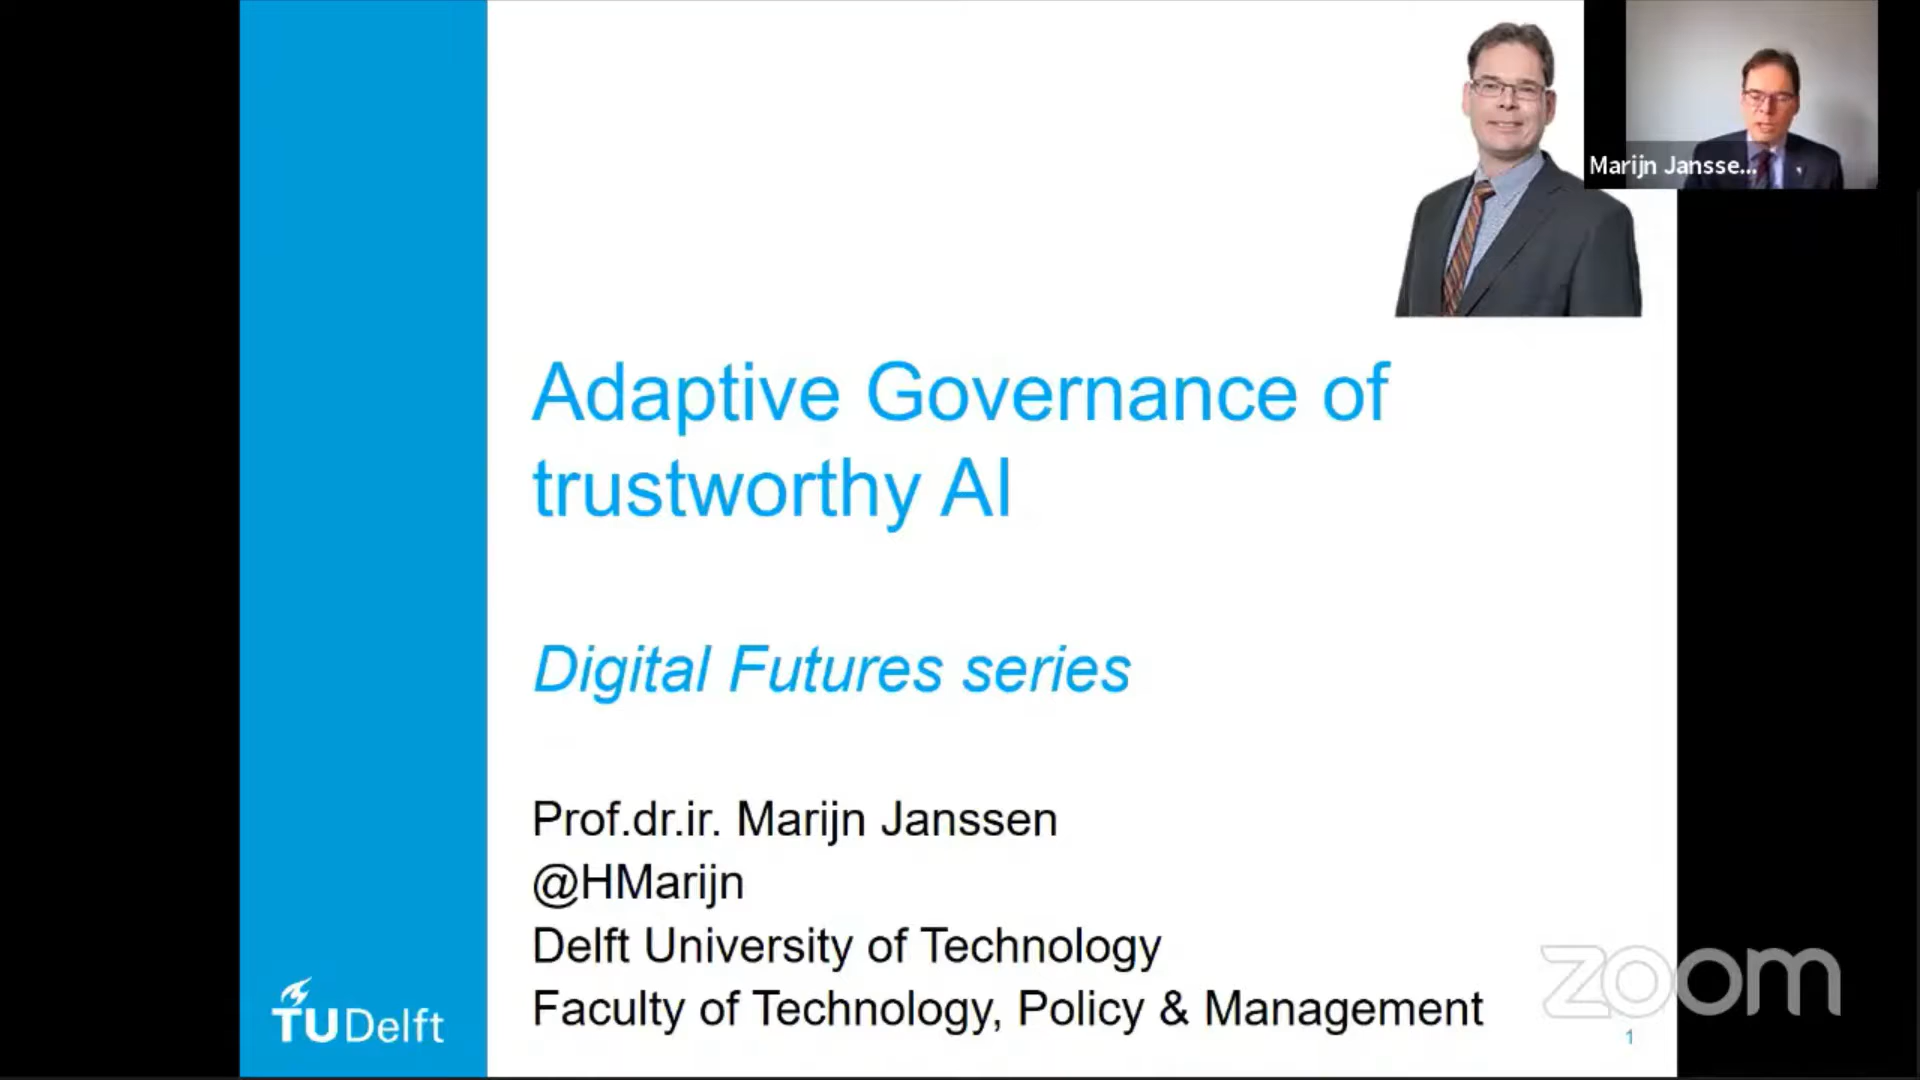 Marijn Jansse...
Adaptive Governance of
trustworthy AI
Digital Futures series
Prof.dr.ir. Marijn Janssen
@HMarijn
Delft University of Technology
Faculty of Technology, Policy & Management
TUDelft
zoom
1